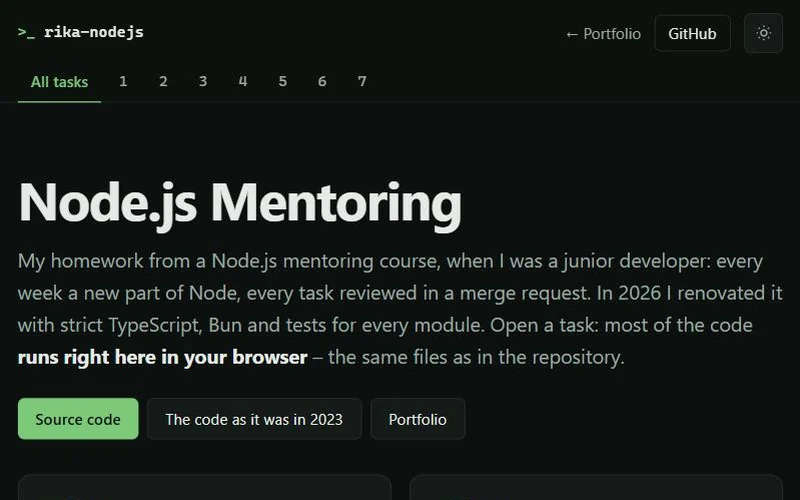 >_ rika-nodejs
← Portfolio GitHub
All tasks 1 2 3 4 5 6 7
Node.js Mentoring
My homework from a Node.js mentoring course, when I was a junior developer: every
week a new part of Node, every task reviewed in a merge request. In 2026 I renovated it
with strict TypeScript, Bun and tests for every module. Open a task: most of the code
runs right here in your browser – the same files as in the repository.
Source code The code as it was in 2023 Portfolio